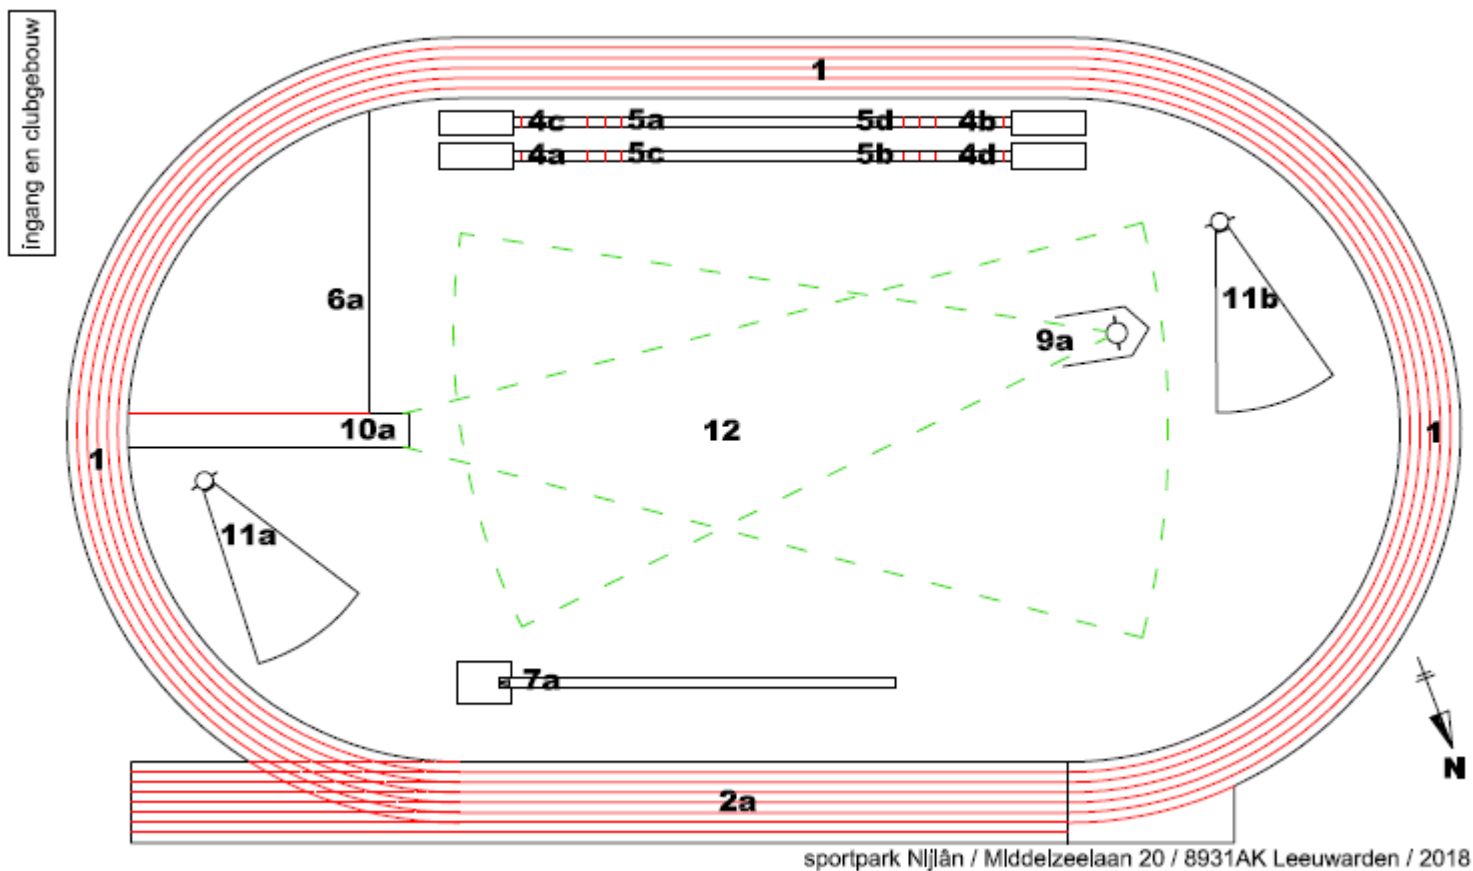 ingang en clubgebouw
1
4c 5a 5d 4b
4a 5c 5b 4d
6a
11b
9a
10a
12
1
1
11a
7a
2a
N
sportpark Nijlân / Middelzeelaan 20 / 8931AK Leeuwarden / 2018